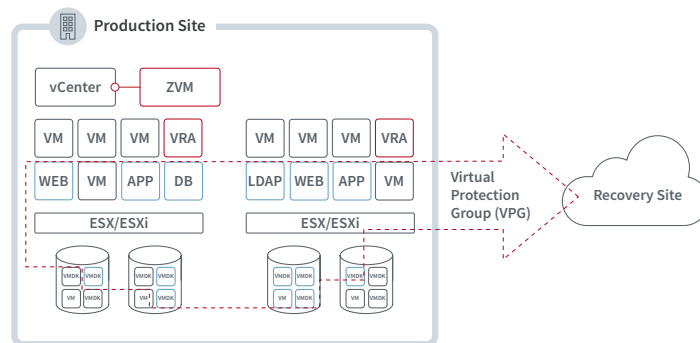 Production Site
vCenter
ZVM
VM VM VM VRA
VM VM VM VRA
WEB VM APP DB
LDAP WEB APP VM
Virtual
Protection
Group (VPG)
Recovery Site
ESX/ESXi
ESX/ESXi
VMDK VMDK
VMDK VMDK
VMDK VMDK
VMDK VMDK
VM VMDK
VM VMDK
VMDK VM
VMDK VMDK